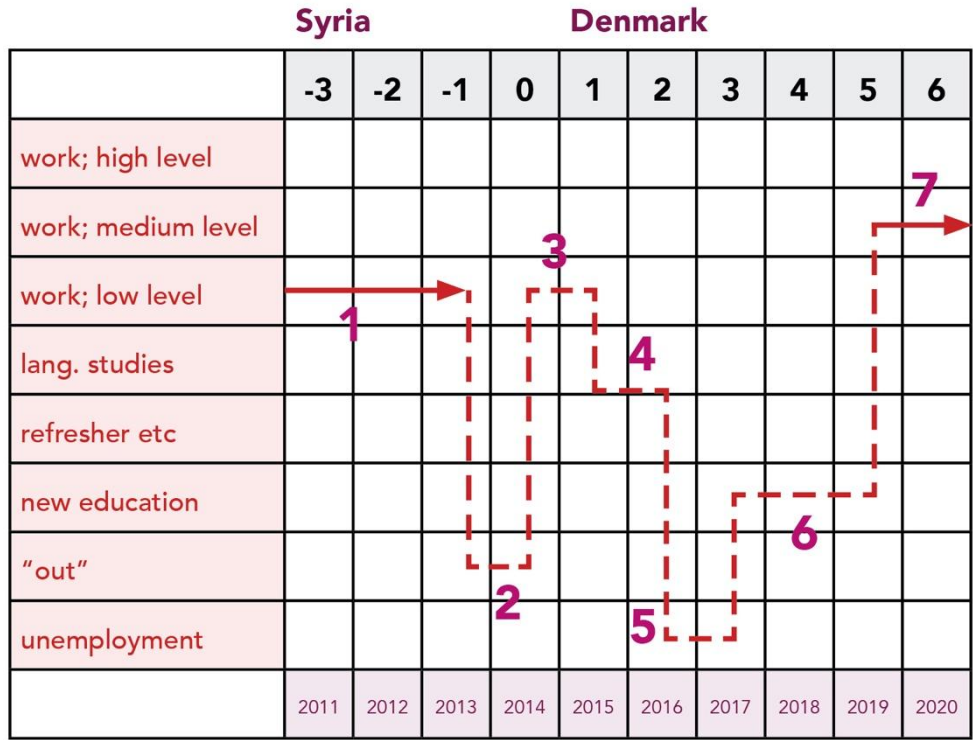 Syria Denmark
-3 -2 -1 0 1 2 3 4 5 6
work; high level
7
work; medium level
3
work; low level
1
4
lang. studies
refresher etc
new education
6
“out”
2
5
unemployment
2011 2012 2013 2014 2015 2016 2017 2018 2019 2020